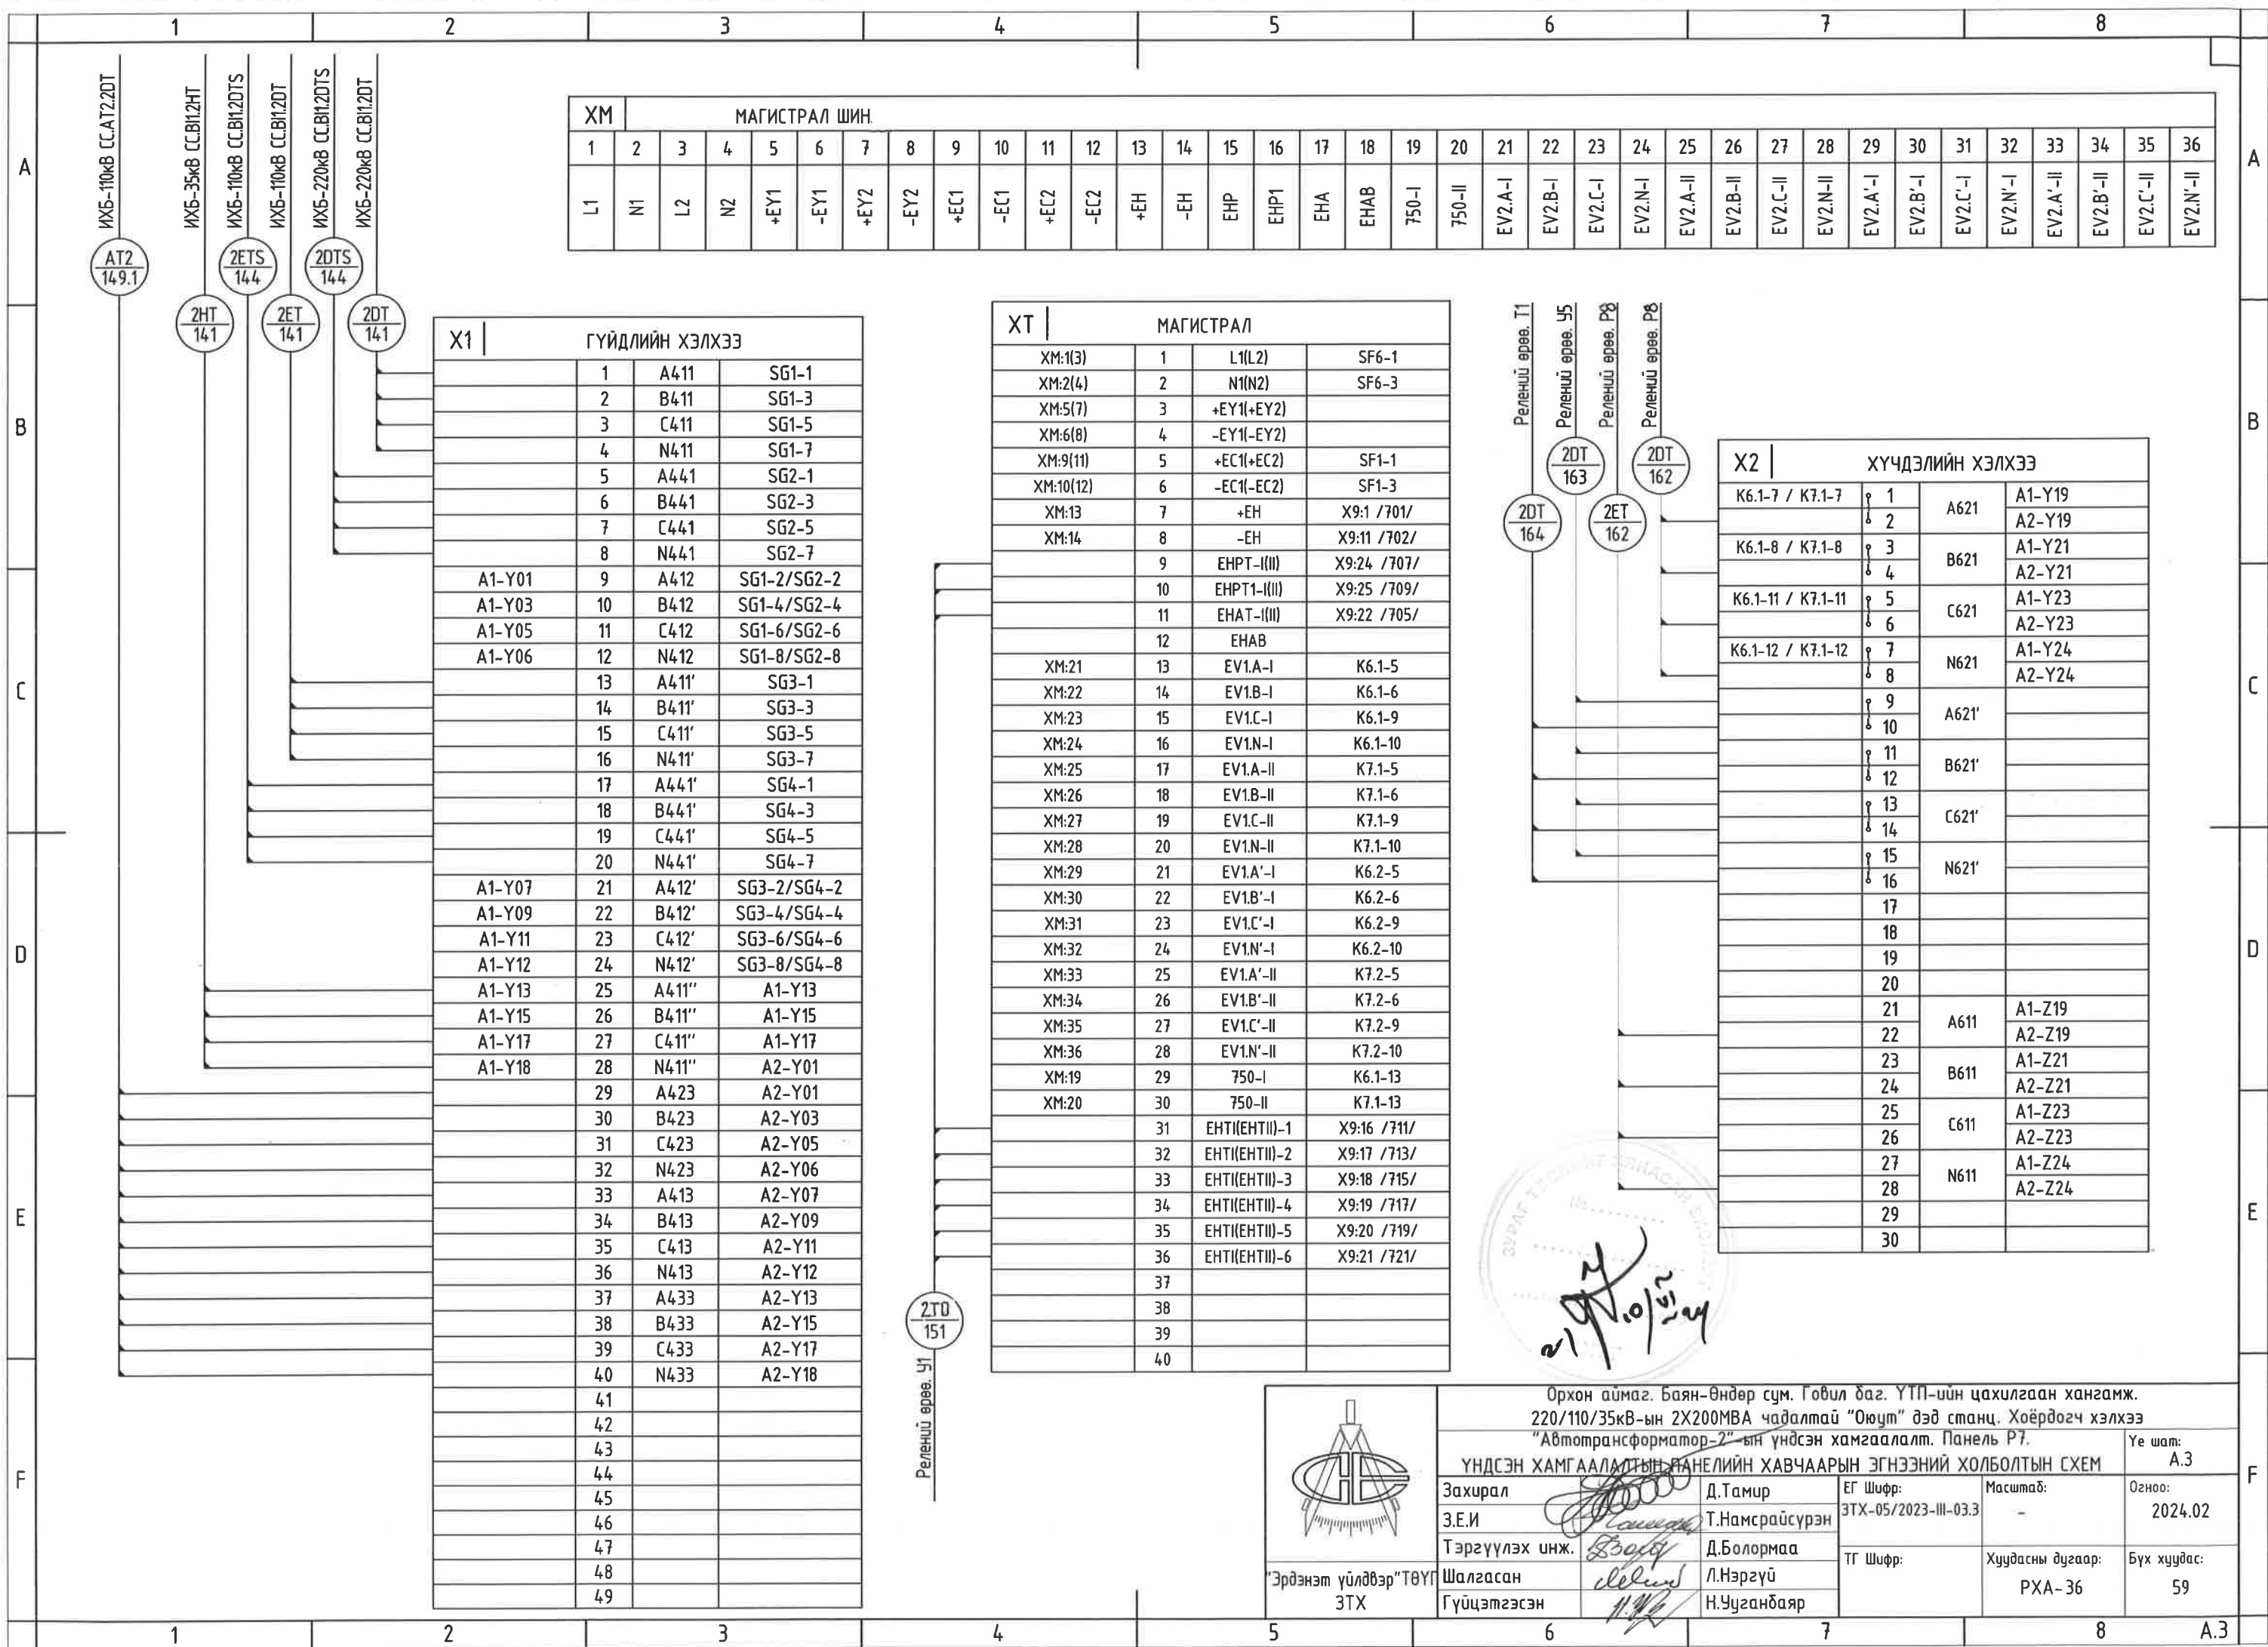 1 2 3 4 5 6 7 8
A
B
C
D
E
F
ИХБ-110кВ СС.АТ2.2DT
ИХБ-35кВ СС.ВI1.2НТ
ИХБ-110кВ СС.ВI1.2DTS
ИХБ-110кВ СС.ВI1.2DT
ИХБ-220кВ СС.ВI1.2DTS
ИХБ-220кВ СС.ВI1.2DT
AT2 149.1
2HT 141
2ETS 144
2ET 141
2DTS 144
2DT 141
XM МАГИСТРАЛ ШИН.
1 2 3 4 5 6 7 8 9 10 11 12 13 14 15 16 17 18 19 20 21 22 23 24 25 26 27 28 29 30 31 32 33 34 35 36
L1 N1 L2 N2 +EY1 -EY1 +EY2 -EY2 +EC1 -EC1 +EC2 -EC2 +EH -EH EHP EHP1 EHA EHAB 750-I 750-II EV2.A-I EV2.B-I EV2.C-I EV2.N-I EV2.A-II EV2.B-II EV2.C-II EV2.N-II EV2.A'-I EV2.B'-I EV2.C'-I EV2.N'-I EV2.A'-II EV2.B'-II EV2.C'-II EV2.N'-II
X1 ГҮЙДЛИЙН ХЭЛХЭЭ
1 A411 SG1-1
2 B411 SG1-3
3 C411 SG1-5
4 N411 SG1-7
5 A441 SG2-1
6 B441 SG2-3
7 C441 SG2-5
8 N441 SG2-7
A1-Y01 9 A412 SG1-2/SG2-2
A1-Y03 10 B412 SG1-4/SG2-4
A1-Y05 11 C412 SG1-6/SG2-6
A1-Y06 12 N412 SG1-8/SG2-8
13 A411' SG3-1
14 B411' SG3-3
15 C411' SG3-5
16 N411' SG3-7
17 A441' SG4-1
18 B441' SG4-3
19 C441' SG4-5
20 N441' SG4-7
A1-Y07 21 A412' SG3-2/SG4-2
A1-Y09 22 B412' SG3-4/SG4-4
A1-Y11 23 C412' SG3-6/SG4-6
A1-Y12 24 N412' SG3-8/SG4-8
A1-Y13 25 A411'' A1-Y13
A1-Y15 26 B411'' A1-Y15
A1-Y17 27 C411'' A1-Y17
A1-Y18 28 N411'' A2-Y01
29 A423 A2-Y01
30 B423 A2-Y03
31 C423 A2-Y05
32 N423 A2-Y06
33 A413 A2-Y07
34 B413 A2-Y09
35 C413 A2-Y11
36 N413 A2-Y12
37 A433 A2-Y13
38 B433 A2-Y15
39 C433 A2-Y17
40 N433 A2-Y18
41
42
43
44
45
46
47
48
49
XT МАГИСТРАЛ
XM:1(3) 1 L1(L2) SF6-1
XM:2(4) 2 N1(N2) SF6-3
XM:5(7) 3 +EY1(+EY2)
XM:6(8) 4 -EY1(-EY2)
XM:9(11) 5 +EC1(+EC2) SF1-1
XM:10(12) 6 -EC1(-EC2) SF1-3
XM:13 7 +EH X9:1 /701/
XM:14 8 -EH X9:11 /702/
9 EHPT-I(II) X9:24 /707/
10 EHPT1-I(II) X9:25 /709/
11 EHAT-I(II) X9:22 /705/
12 EHAB
XM:21 13 EV1.A-I K6.1-5
XM:22 14 EV1.B-I K6.1-6
XM:23 15 EV1.C-I K6.1-9
XM:24 16 EV1.N-I K6.1-10
XM:25 17 EV1.A-II K7.1-5
XM:26 18 EV1.B-II K7.1-6
XM:27 19 EV1.C-II K7.1-9
XM:28 20 EV1.N-II K7.1-10
XM:29 21 EV1.A'-I K6.2-5
XM:30 22 EV1.B'-I K6.2-6
XM:31 23 EV1.C'-I K6.2-9
XM:32 24 EV1.N'-I K6.2-10
XM:33 25 EV1.A'-II K7.2-5
XM:34 26 EV1.B'-II K7.2-6
XM:35 27 EV1.C'-II K7.2-9
XM:36 28 EV1.N'-II K7.2-10
XM:19 29 750-I K6.1-13
XM:20 30 750-II K7.1-13
31 EHTI(EHTII)-1 X9:16 /711/
32 EHTI(EHTII)-2 X9:17 /713/
33 EHTI(EHTII)-3 X9:18 /715/
34 EHTI(EHTII)-4 X9:19 /717/
35 EHTI(EHTII)-5 X9:20 /719/
36 EHTI(EHTII)-6 X9:21 /721/
37
38
39
40
2TO 151
Релений өрөө. У1
Релений өрөө. Т1
Релений өрөө. У5
Релений өрөө. Р8
Релений өрөө. Р8
2DT 163
2DT 162
2DT 164
2ET 162
X2 ХҮЧДЭЛИЙН ХЭЛХЭЭ
K6.1-7 / K7.1-7 1 A621 A1-Y19
2 A2-Y19
K6.1-8 / K7.1-8 3 B621 A1-Y21
4 A2-Y21
K6.1-11 / K7.1-11 5 C621 A1-Y23
6 A2-Y23
K6.1-12 / K7.1-12 7 N621 A1-Y24
8 A2-Y24
9 A621'
10
11 B621'
12
13 C621'
14
15 N621'
16
17
18
19
20
21 A611 A1-Z19
22 A2-Z19
23 B611 A1-Z21
24 A2-Z21
25 C611 A1-Z23
26 A2-Z23
27 N611 A1-Z24
28 A2-Z24
29
30
Орхон аймаг. Баян-Өндөр сум. Говил баг. ҮТП-ийн цахилгаан хангамж.
220/110/35кВ-ын 2Х200МВА чадалтай "Оюут" дэд станц. Хоёрдогч хэлхээ
"Автотрансформатор-2"-ын үндсэн хамгаалалт. Панель Р7.
ҮНДСЭН ХАМГААЛАЛТЫН ПАНЕЛИЙН ХАВЧААРЫН ЭГНЭЭНИЙ ХОЛБОЛТЫН СХЕМ
Үе шат:
А.3
Захирал Д.Тамир
З.Е.И Т.Намсрайсүрэн
Тэргүүлэх инж. Д.Болормаа
Шалгасан Л.Нэргүй
Гүйцэтгэсэн Н.Ууганбаяр
ЕГ Шифр:
ЗТХ-05/2023-III-03.3
Масштаб:
-
Огноо:
2024.02
ТГ Шифр:
Хуудасны дугаар:
РХА-36
Бүх хуудас:
59
"Эрдэнэт үйлдвэр"ТӨҮГ
ЗТХ
1 2 3 4 5 6 7 8 А.3